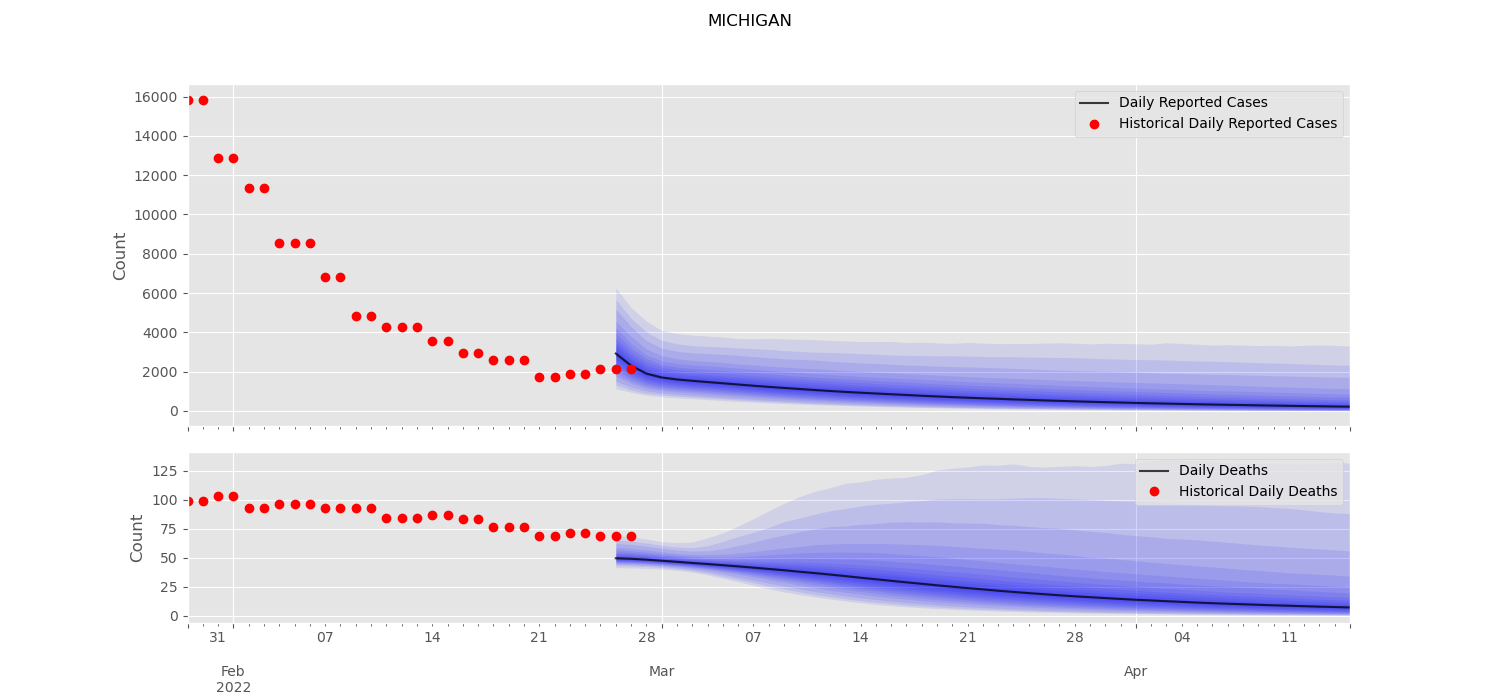 MICHIGAN
16000
14000
12000
10000
8000
6000
4000
2000
0
Count
Daily Reported Cases
Historical Daily Reported Cases
125
100
75
50
25
0
Count
Daily Deaths
Historical Daily Deaths
31 07 14 21 28 07 14 21 28 04 11
Feb Mar Apr
2022